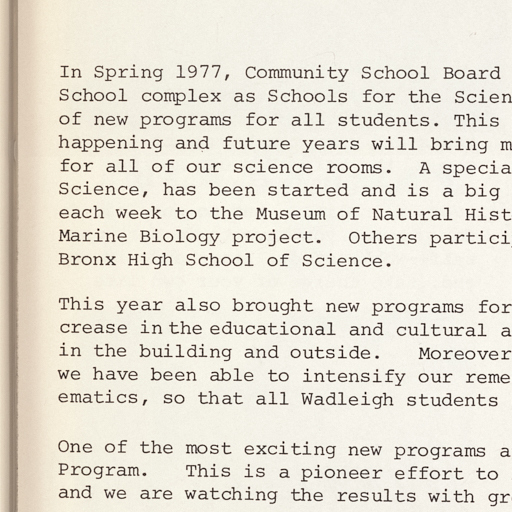 In Spring 1977, Community School Board
School complex as Schools for the Scien
of new programs for all students. This
happening and future years will bring m
for all of our science rooms. A specia
Science, has been started and is a big
each week to the Museum of Natural Hist
Marine Biology project. Others partici
Bronx High School of Science.
This year also brought new programs for
crease in the educational and cultural a
in the building and outside. Moreover
we have been able to intensify our reme
ematics, so that all Wadleigh students
One of the most exciting new programs a
Program. This is a pioneer effort to
and we are watching the results with gr